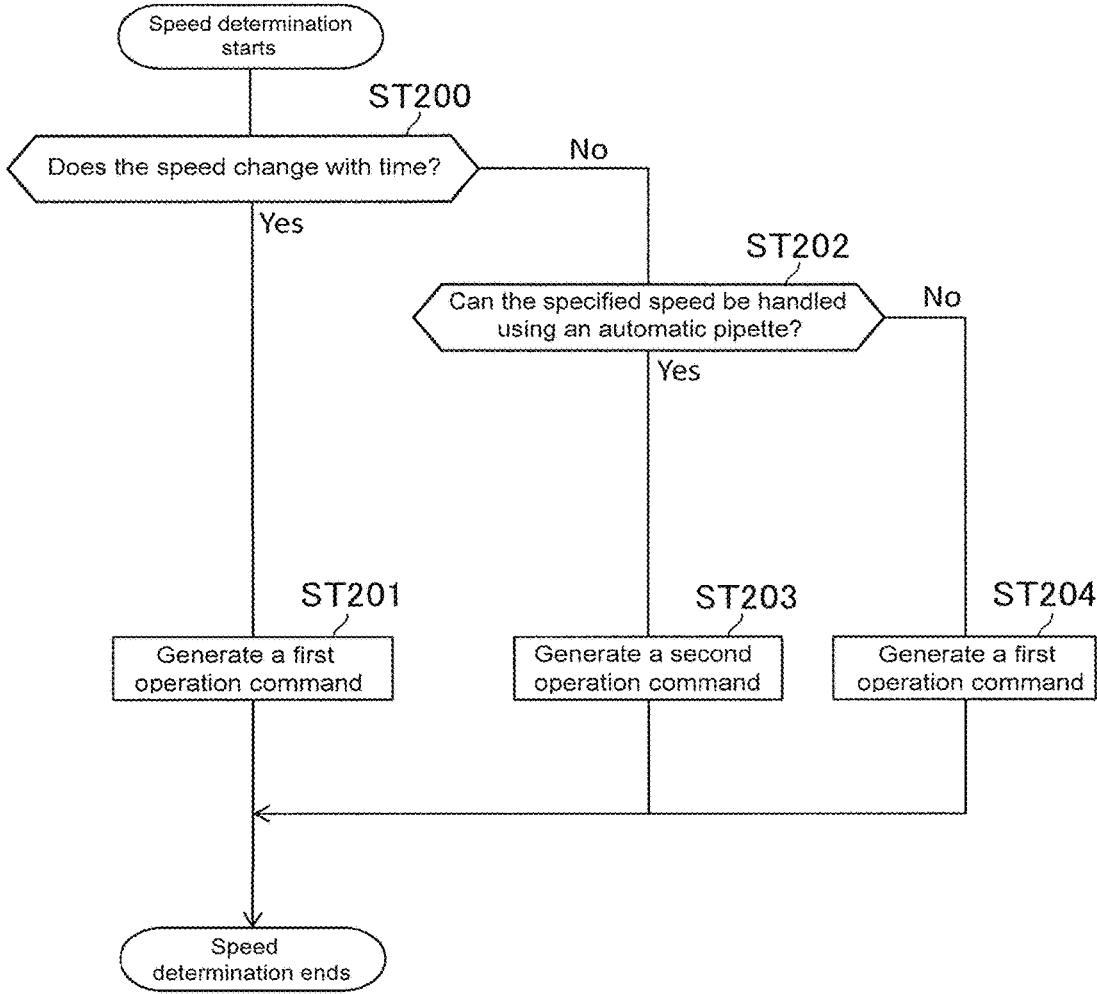 Speed determination
starts
ST200
Does the speed change with time?
No
Yes
ST202
Can the specified speed be handled
using an automatic pipette?
No
Yes
ST201
Generate a first
operation command
ST203
Generate a second
operation command
ST204
Generate a first
operation command
Speed
determination ends